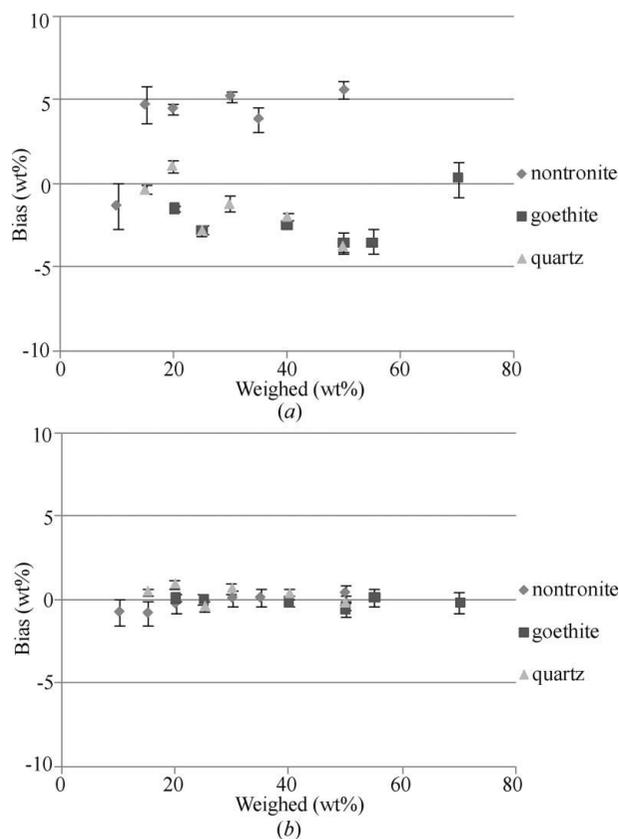 10
5
0
-5
-10
Bias (wt%)
0
20
40
60
80
Weighed (wt%)
nontronite
goethite
quartz
(a)
10
5
0
-5
-10
Bias (wt%)
0
20
40
60
80
Weighed (wt%)
nontronite
goethite
quartz
(b)